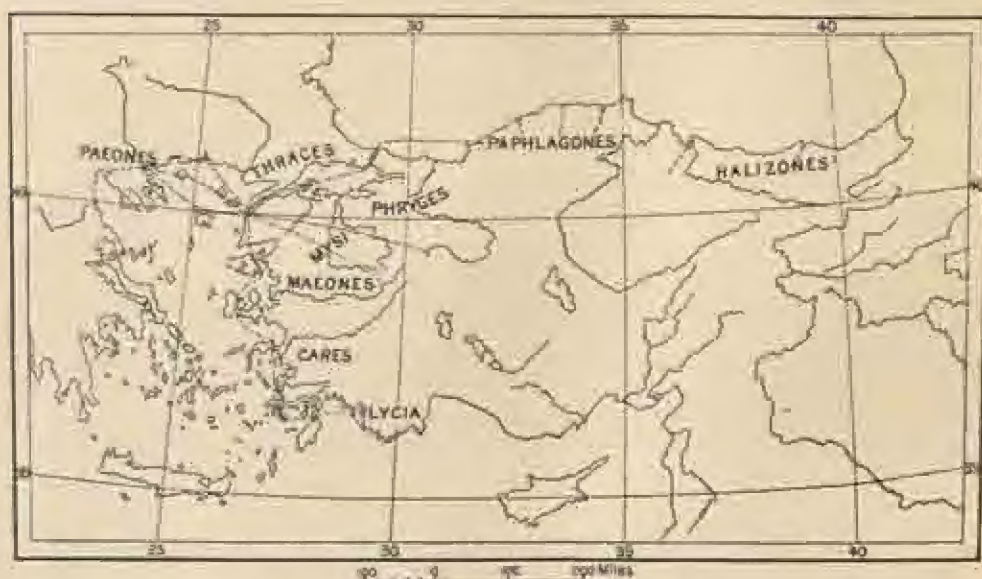 25 30 35 40
PAEONES
THRACES
PAPHLAGONES
HALIZONES
PHRYGES
MYSI
MAEONES
CARES
LYCIA
35
25 30 35 40
100 0 200 Miles